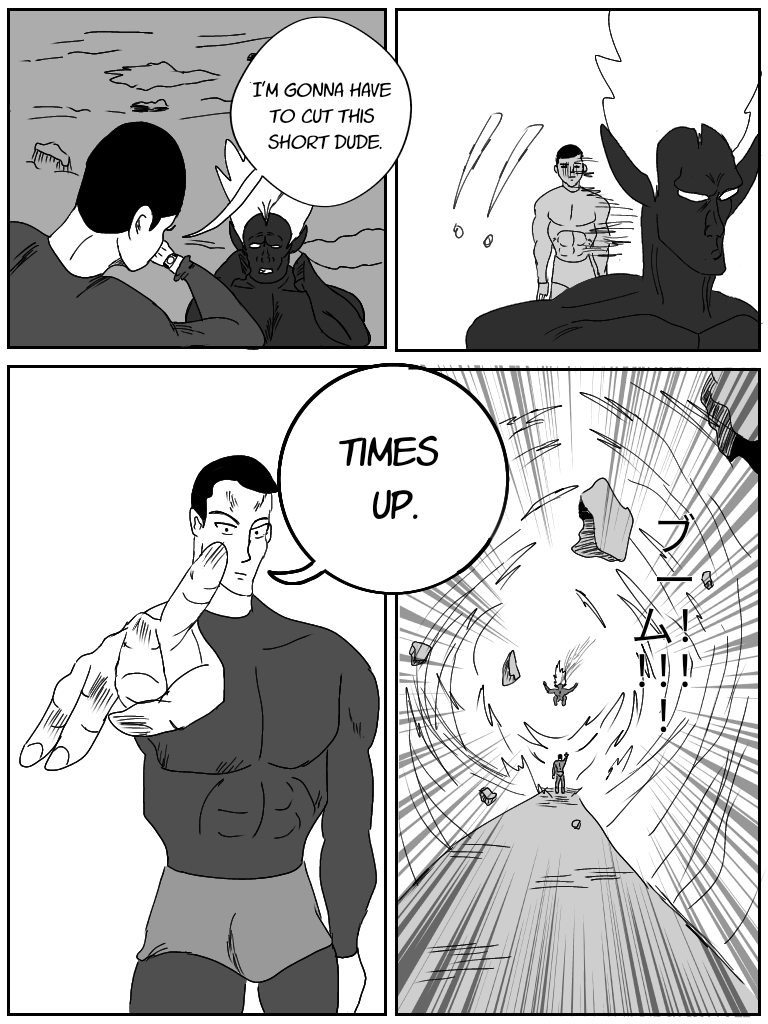 I'M GONNA HAVE
TO CUT THIS
SHORT DUDE.
!!
TIMES
UP.
ブーム!!!!!!